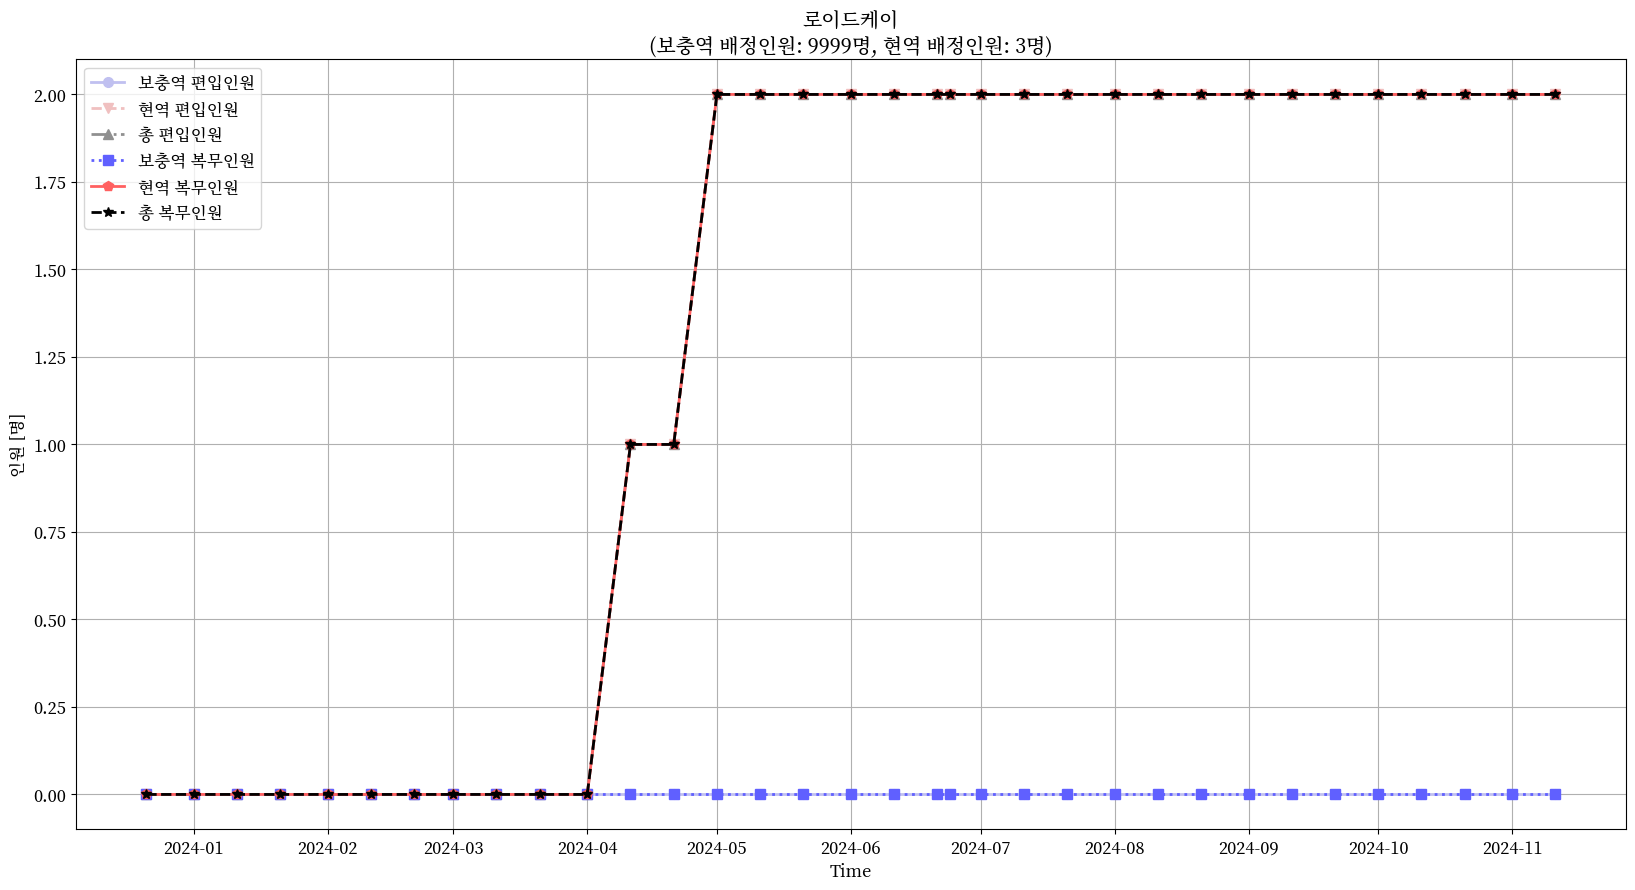 로이드케이
(보충역 배정인원: 9999명, 현역 배정인원: 3명)
보충역 편입인원
현역 편입인원
총 편입인원
보충역 복무인원
현역 복무인원
총 복무인원
2.00
1.75
1.50
1.25
1.00
0.75
0.50
0.25
0.00
인원 [명]
2024-01 2024-02 2024-03 2024-04 2024-05 2024-06 2024-07 2024-08 2024-09 2024-10 2024-11
Time